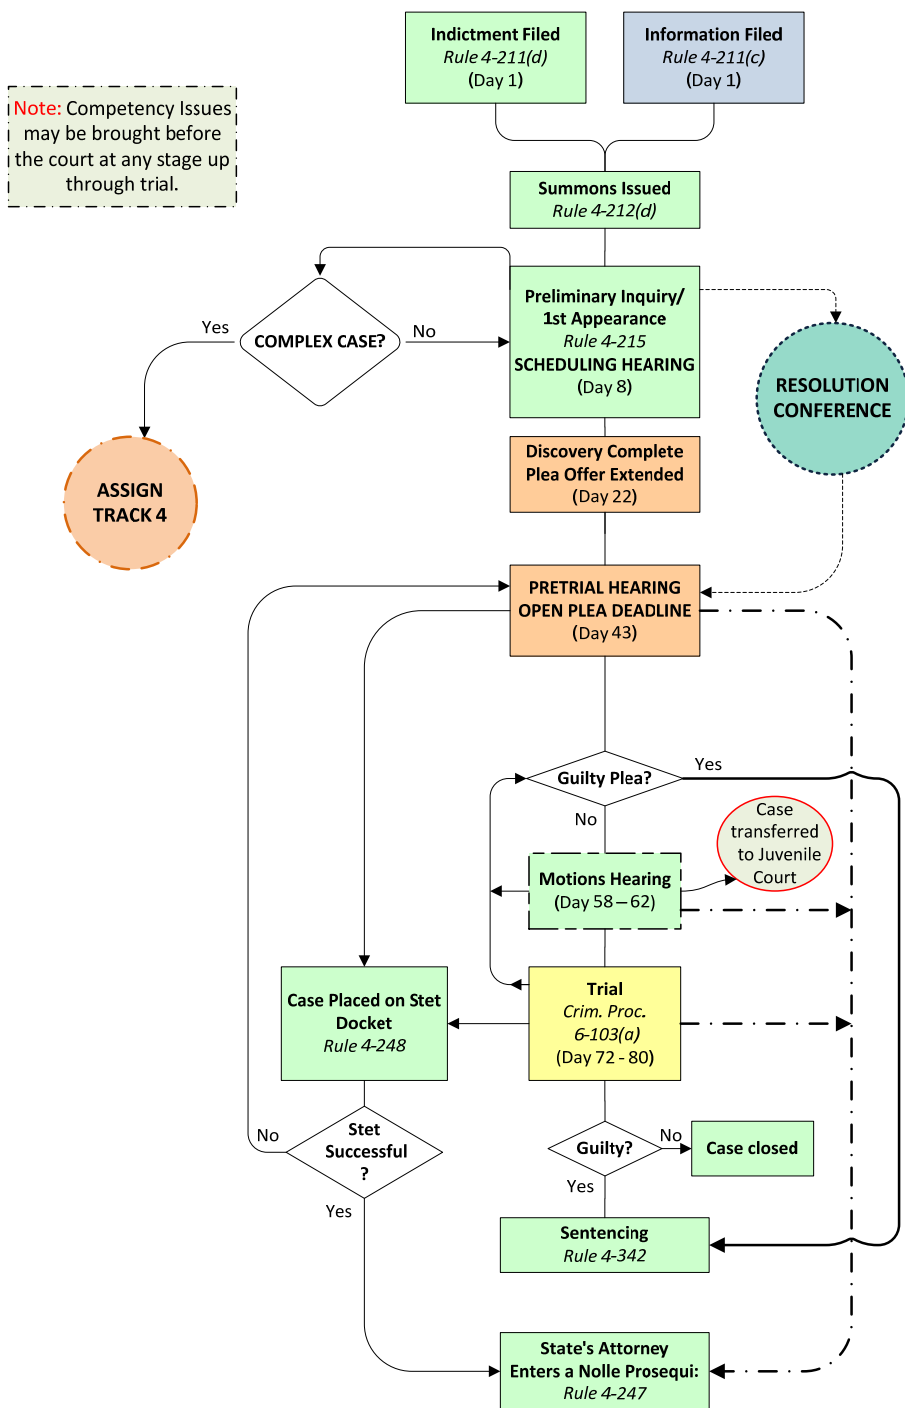 Indictment Filed
Rule 4-211(d)
(Day 1)
Information Filed
Rule 4-211(c)
(Day 1)
Note: Competency Issues
may be brought before
the court at any stage up
through trial.
Summons Issued
Rule 4-212(d)
Preliminary Inquiry/
1st Appearance
Rule 4-215
SCHEDULING HEARING
(Day 8)
Yes
COMPLEX CASE?
No
RESOLUTION
CONFERENCE
ASSIGN
TRACK 4
Discovery Complete
Plea Offer Extended
(Day 22)
PRETRIAL HEARING
OPEN PLEA DEADLINE
(Day 43)
Guilty Plea?
Yes
No
Case
transferred
to Juvenile
Court
Motions Hearing
(Day 58 – 62)
Case Placed on Stet
Docket
Rule 4-248
Trial
Crim. Proc.
6-103(a)
(Day 72 - 80)
No
Stet
Successful
?
Yes
Guilty?
No
Case closed
Yes
Sentencing
Rule 4-342
State's Attorney
Enters a Nolle Prosequi:
Rule 4-247